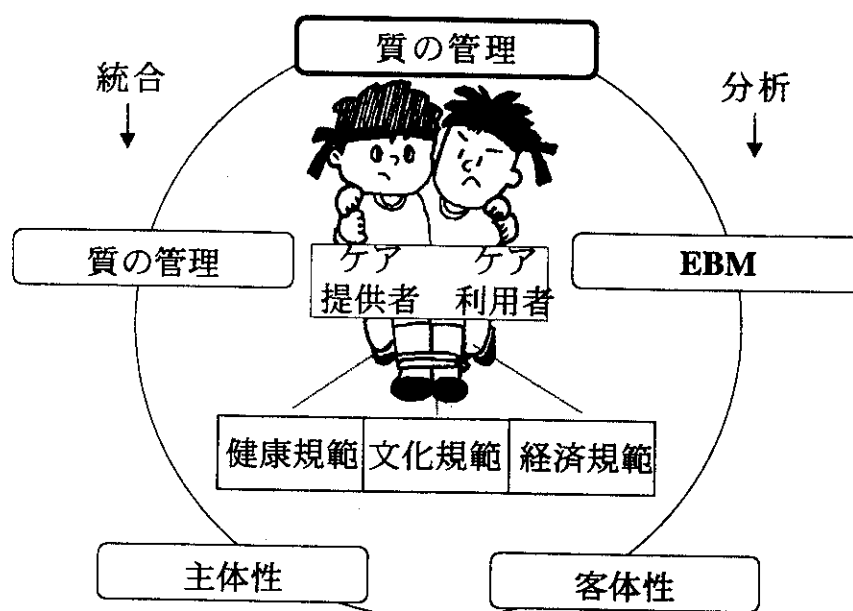 質の管理
統合
分析
質の管理
EBM
ケア ケア
提供者 利用者
健康規範 文化規範 経済規範
主体性
客体性